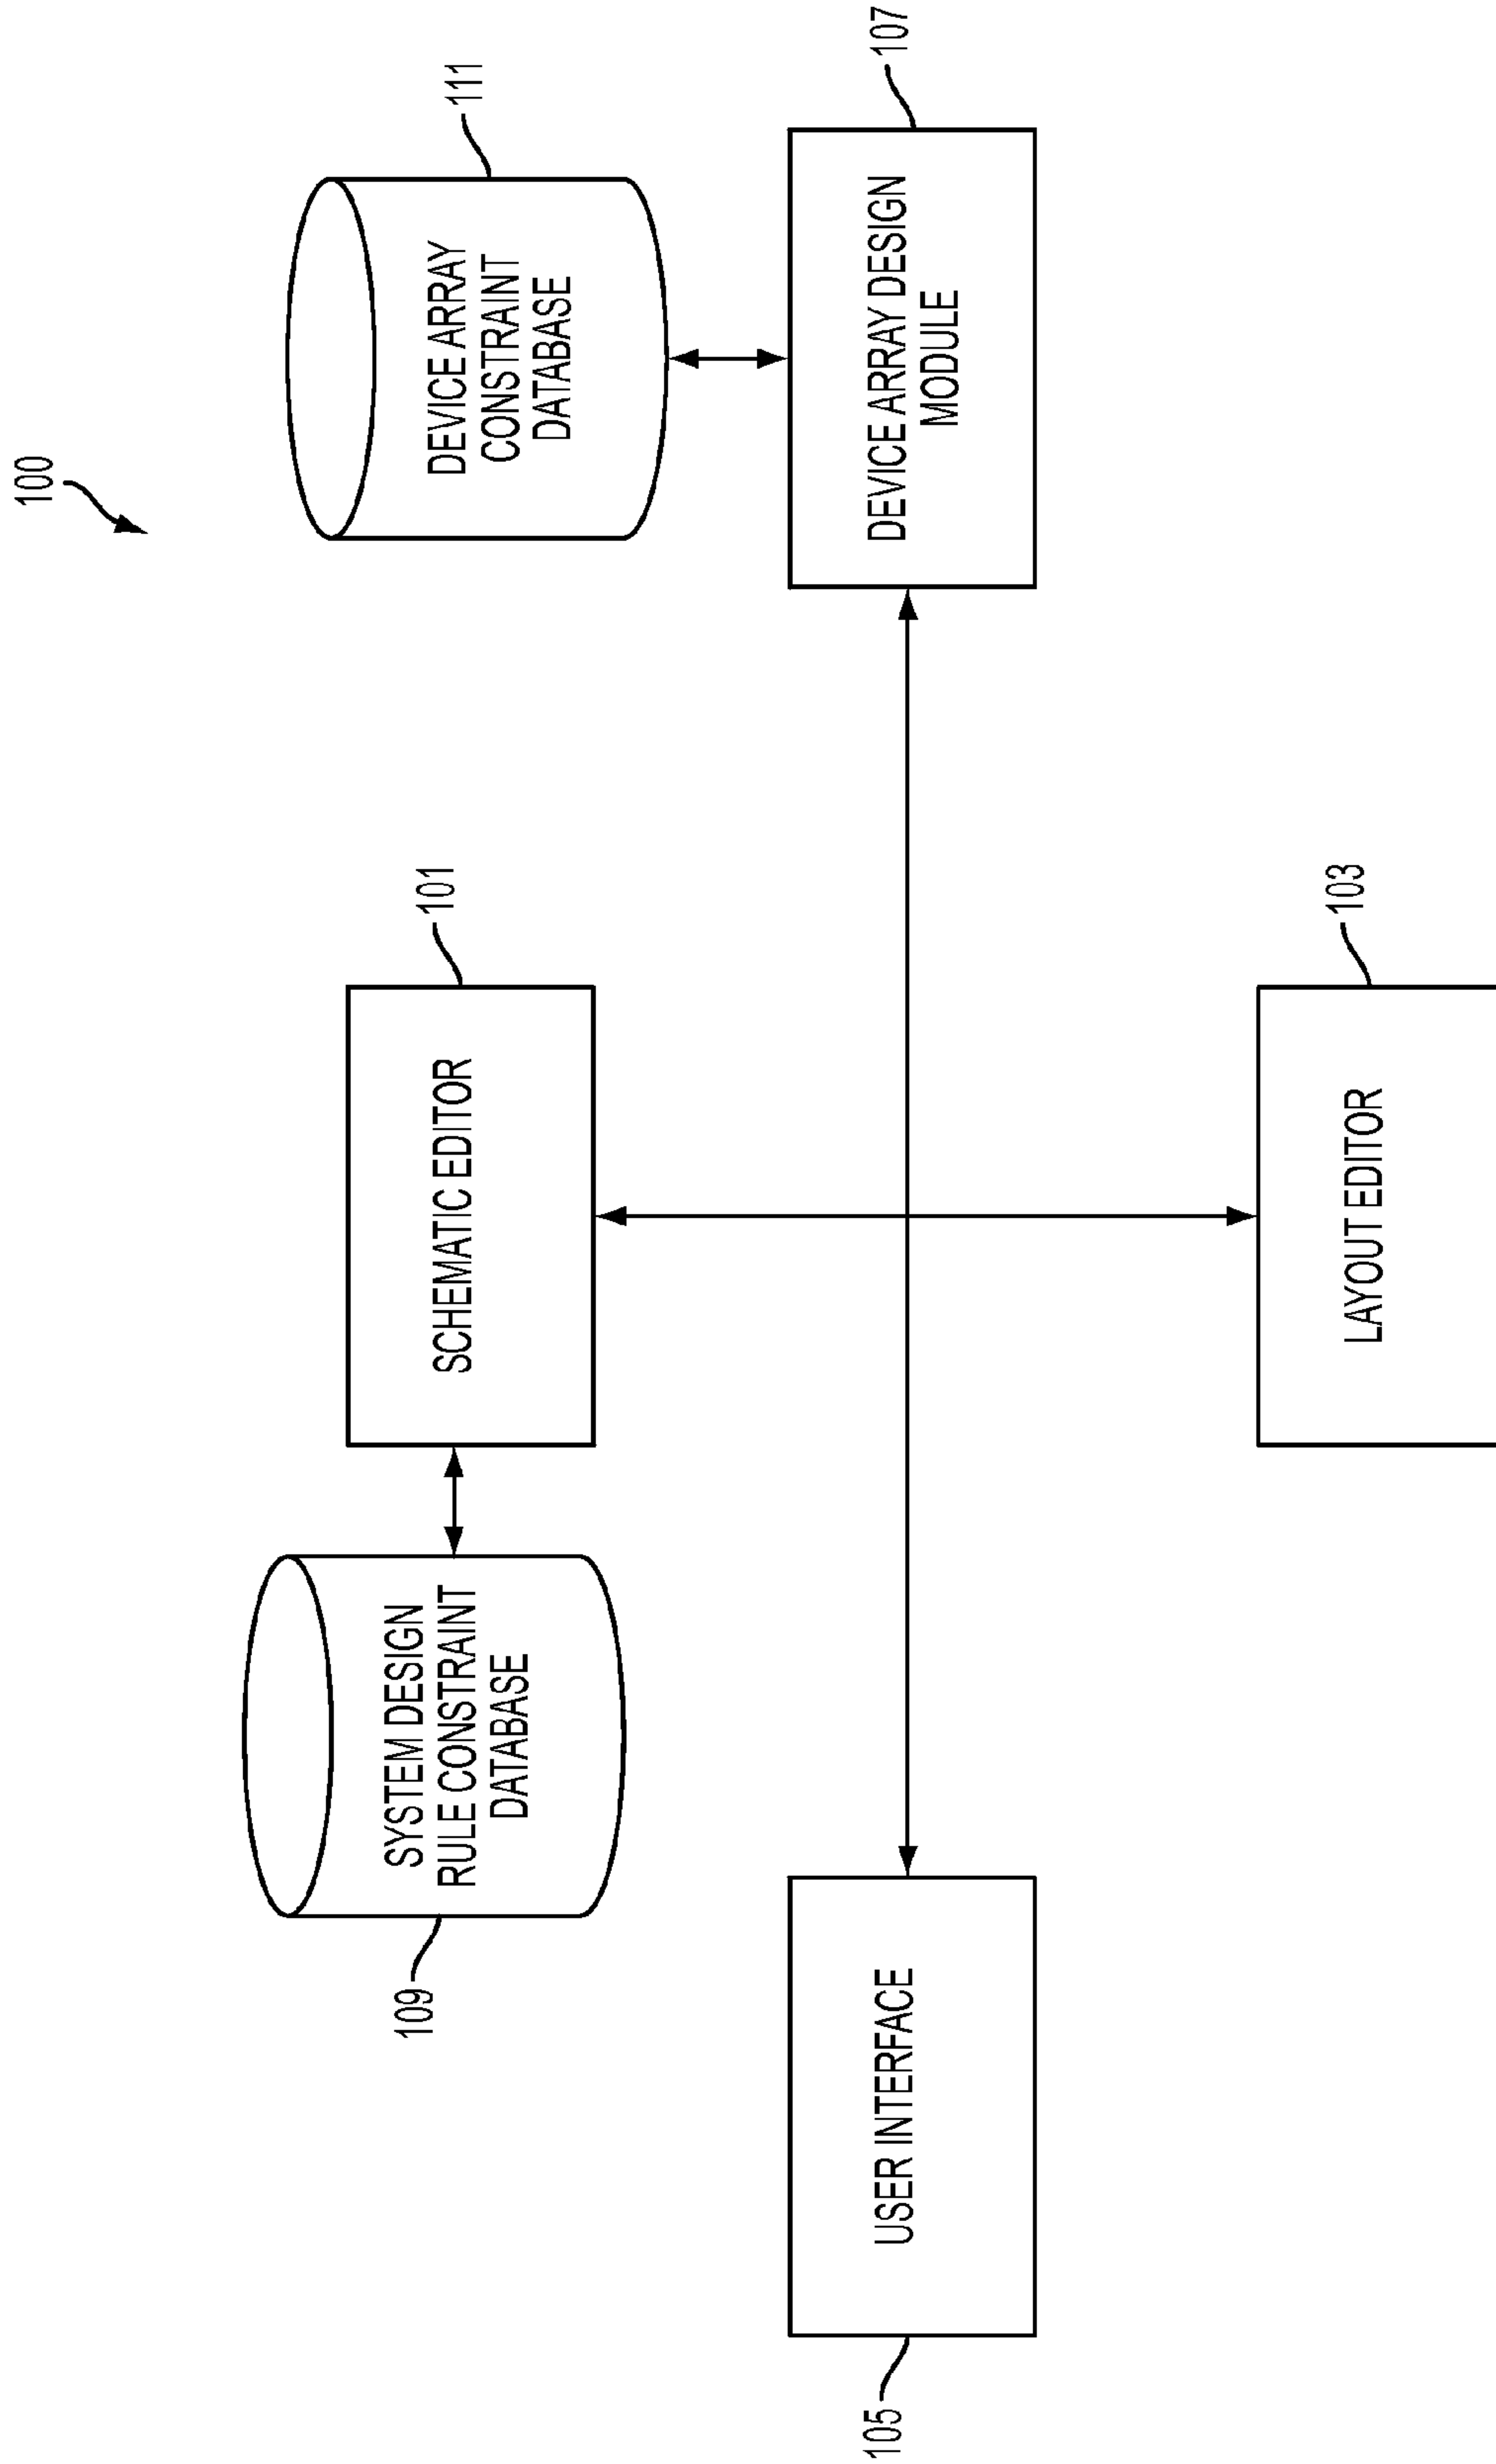 100
109
SYSTEM DESIGN
RULE CONSTRAINT
DATABASE
SCHEMATIC EDITOR
101
DEVICE ARRAY
CONSTRAINT
DATABASE
111
105
USER INTERFACE
DEVICE ARRAY DESIGN
MODULE
107
LAYOUT EDITOR
103